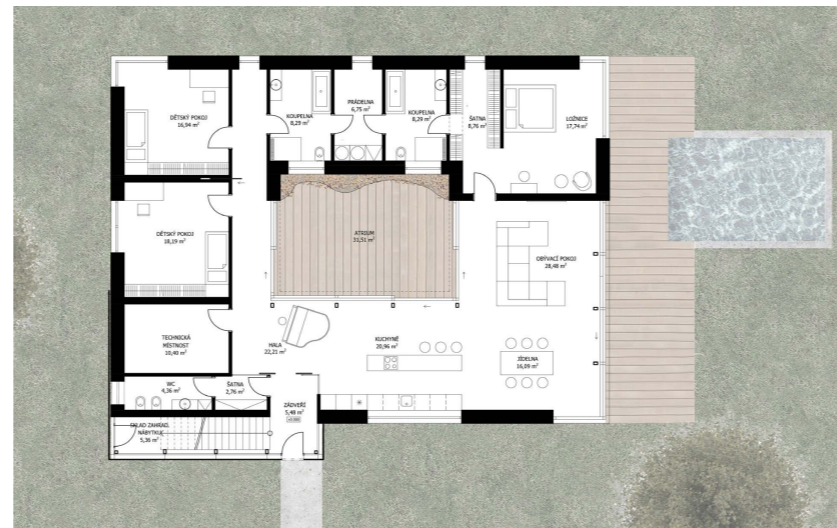 DĚTSKÝ POKOJ
16,94 m²
KOUPELNA
8,29 m²
PRÁDELNA
6,75 m²
KOUPELNA
8,29 m²
ŠATNA
8,76 m²
LOŽNICE
17,74 m²
DĚTSKÝ POKOJ
18,19 m²
ATRIUM
31,51 m²
OBÝVACÍ POKOJ
28,48 m²
TECHNICKÁ
MÍSTNOST
10,40 m²
HALA
22,21 m²
KUCHYNĚ
20,96 m²
JÍDELNA
16,09 m²
WC
4,36 m²
ŠATNA
2,76 m²
ZÁDVEŘÍ
5,48 m²
SKLAD ZAHRAD.
NÁBYTKU
5,36 m²